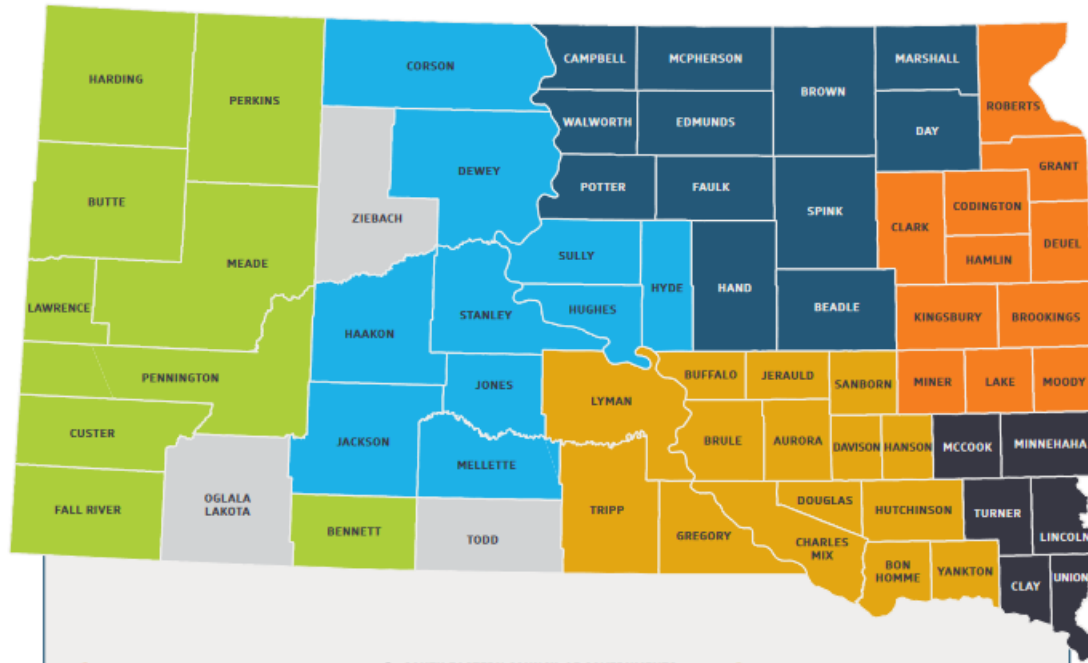 HARDING
PERKINS
CORSON
CAMPBELL
MCPHERSON
BROWN
MARSHALL
ROBERTS
WALWORTH
EDMUNDS
DAY
GRANT
BUTTE
ZIEBACH
DEWEY
POTTER
FAULK
SPINK
CLARK
CODINGTON
DEUEL
HAMLIN
MEADE
SULLY
HYDE
HAND
BEADLE
LAWRENCE
HAAKON
STANLEY
HUGHES
KINGSBURY
BROOKINGS
PENNINGTON
JONES
LYMAN
BUFFALO
JERAULD
SANBORN
MINER
LAKE
MOODY
CUSTER
JACKSON
MELLETTE
BRULE
AURORA
DAVISON
HANSON
MCCOOK
MINNEHAHA
FALL RIVER
OGLALA
LAKOTA
BENNETT
TODD
TRIPP
GREGORY
DOUGLAS
CHARLES
MIX
HUTCHINSON
TURNER
LINCOLN
BON
HOMME
YANKTON
CLAY
UNION